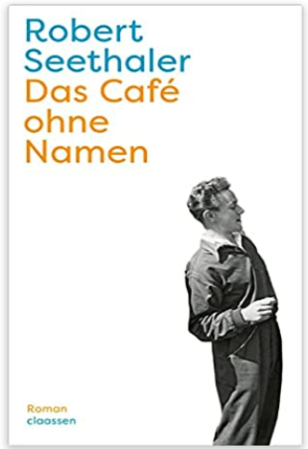 Robert
Seethaler
Das Café
ohne
Namen
Roman
claassen